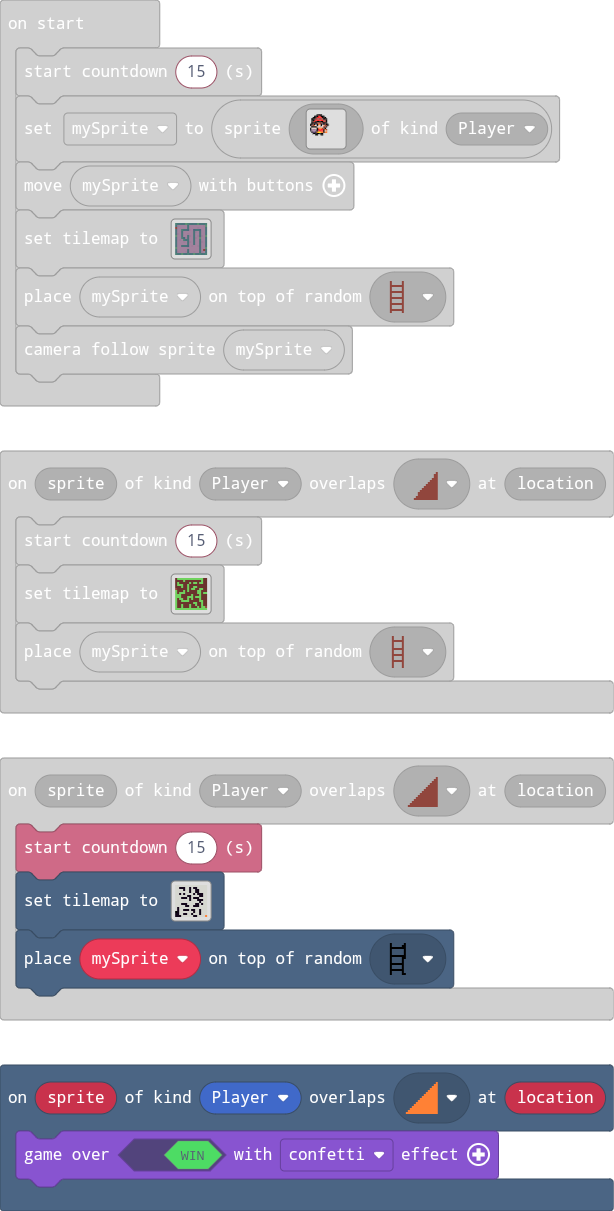 on start
start countdown 15 (s)
set mySprite to sprite of kind Player
move mySprite with buttons
set tilemap to
place mySprite on top of random
camera follow sprite mySprite
on sprite of kind Player overlaps at location
start countdown 15 (s)
set tilemap to
place mySprite on top of random
on sprite of kind Player overlaps at location
start countdown 15 (s)
set tilemap to
place mySprite on top of random
on sprite of kind Player overlaps at location
game over WIN with confetti effect